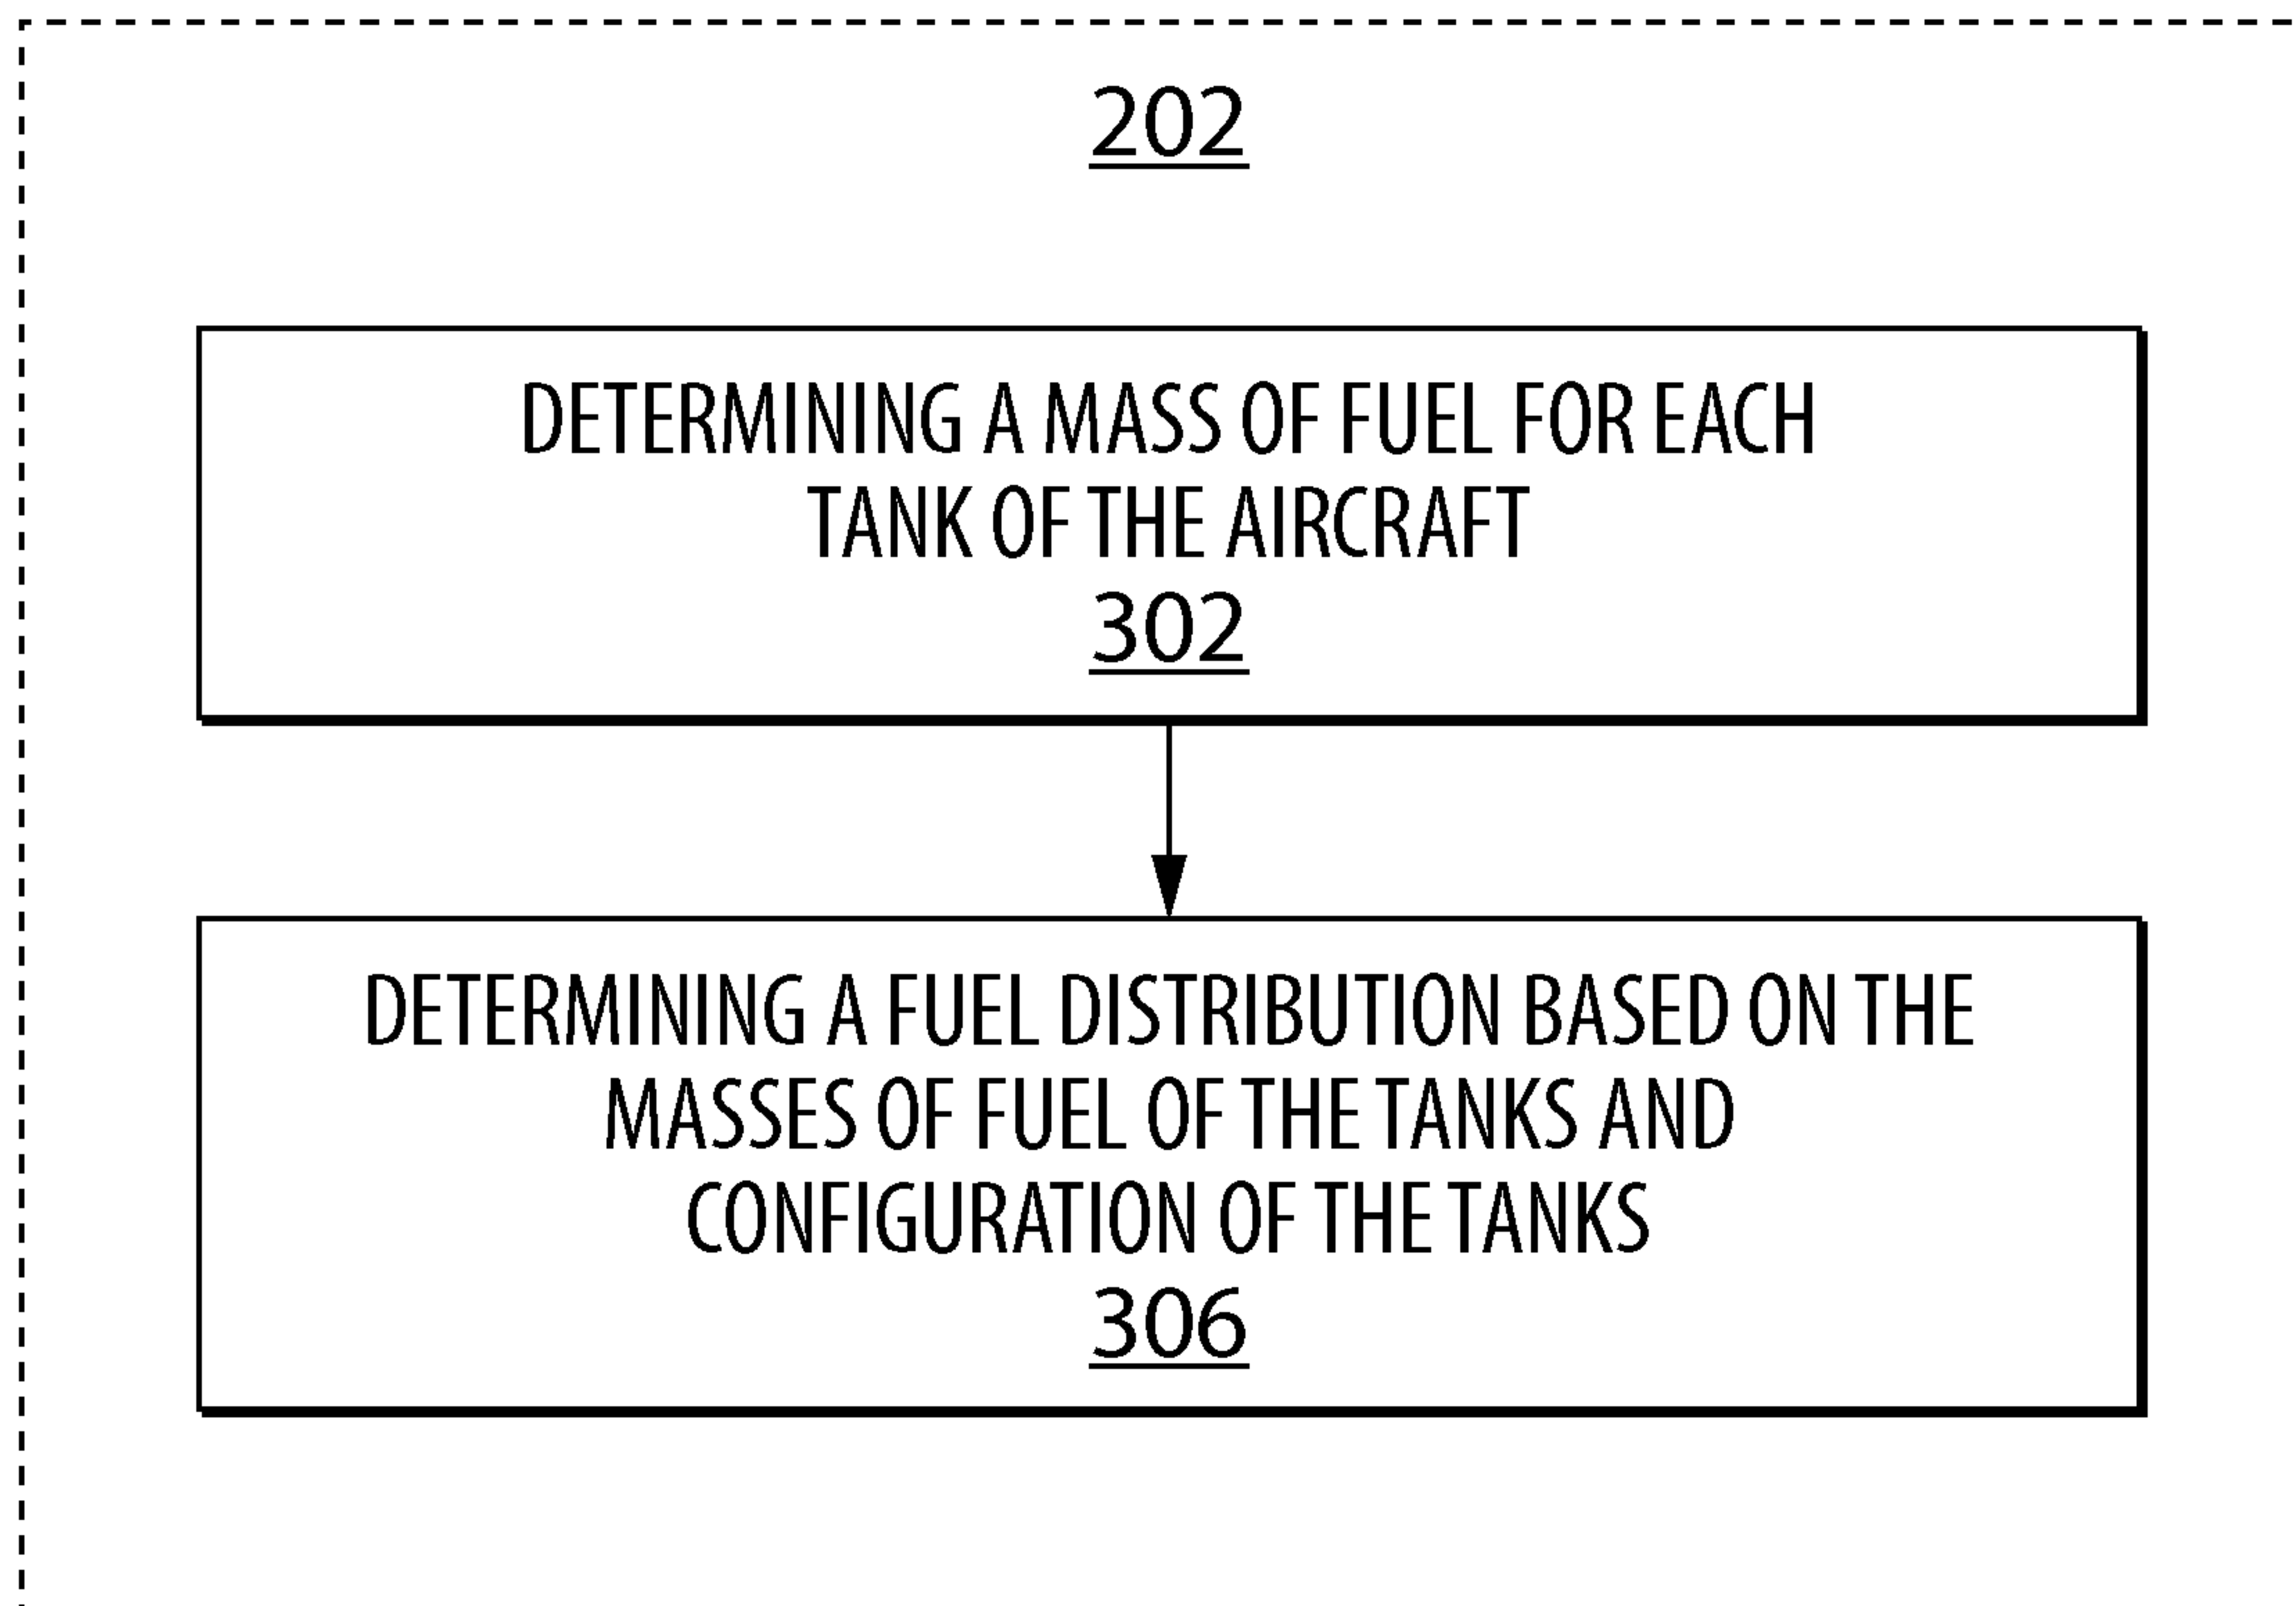 202
DETERMINING A MASS OF FUEL FOR EACH
TANK OF THE AIRCRAFT
302
DETERMINING A FUEL DISTRIBUTION BASED ON THE
MASSES OF FUEL OF THE TANKS AND
CONFIGURATION OF THE TANKS
306